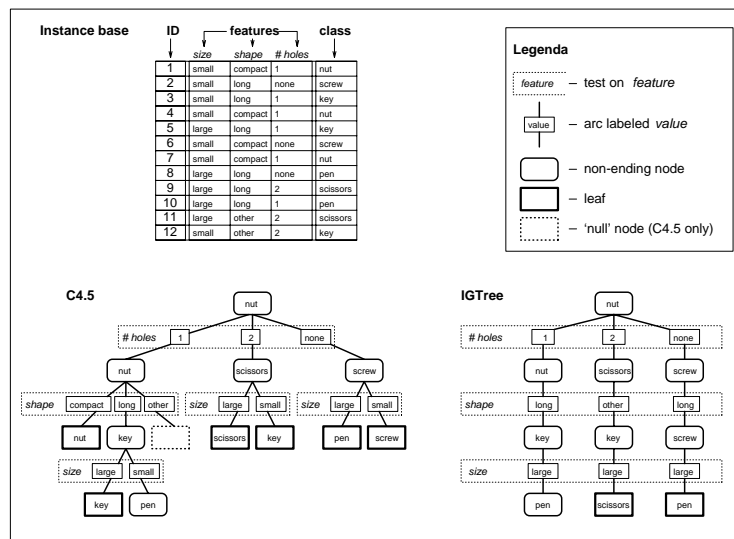 Instance base ID features class
size shape # holes
1 small compact 1 nut
2 small long none screw
3 small long 1 key
4 small compact 1 nut
5 large long 1 key
6 small compact none screw
7 small compact 1 nut
8 large long none pen
9 large long 2 scissors
10 large long 1 pen
11 large other 2 scissors
12 small other 2 key
Legenda
feature – test on feature
value – arc labeled value
– non-ending node
– leaf
– ‘null’ node (C4.5 only)
C4.5
nut
# holes 1 2 none
nut scissors screw
shape compact long other size large small size large small
nut key scissors key pen screw
size large small
key pen
IGTree
nut
# holes 1 2 none
nut scissors screw
shape long other long
key key screw
size large large large
pen scissors pen